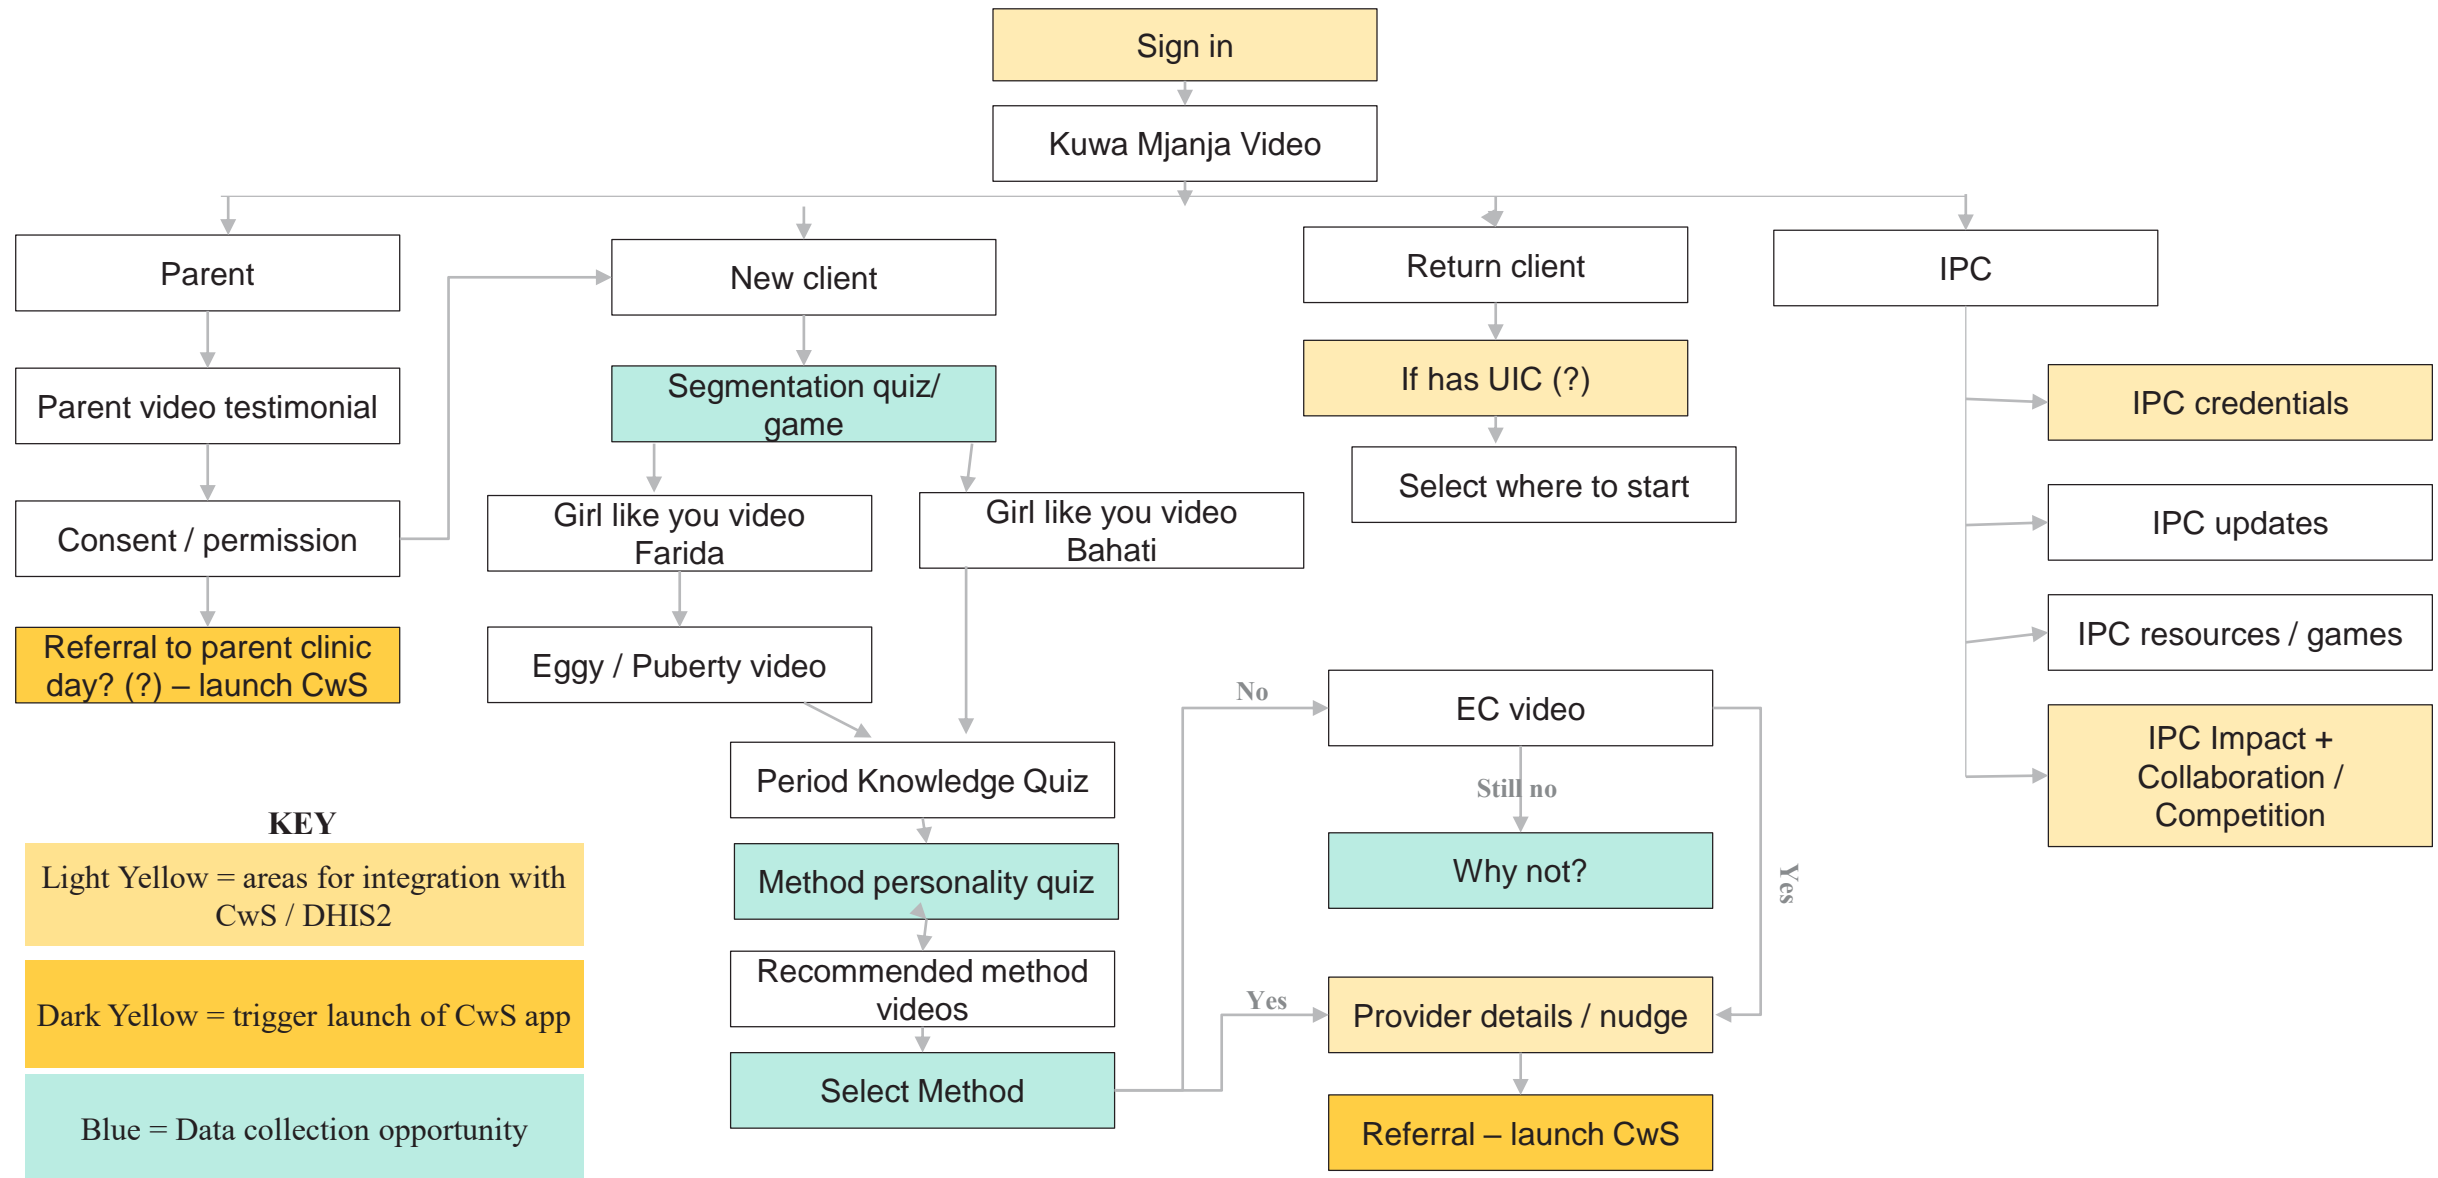 Sign in
Kuwa Mjanja Video
Parent
New client
Return client
IPC
Parent video testimonial
Segmentation quiz/
game
If has UIC (?)
IPC credentials
Consent / permission
Girl like you video
Farida
Girl like you video
Bahati
Select where to start
IPC updates
Referral to parent clinic
day? (?) – launch CwS
Eggy / Puberty video
IPC resources / games
No
EC video
Period Knowledge Quiz
Still no
IPC Impact +
Collaboration /
Competition
Method personality quiz
Why not?
Yes
Recommended method
videos
Yes
Provider details / nudge
Select Method
Referral – launch CwS
KEY
Light Yellow = areas for integration with
CwS / DHIS2
Dark Yellow = trigger launch of CwS app
Blue = Data collection opportunity